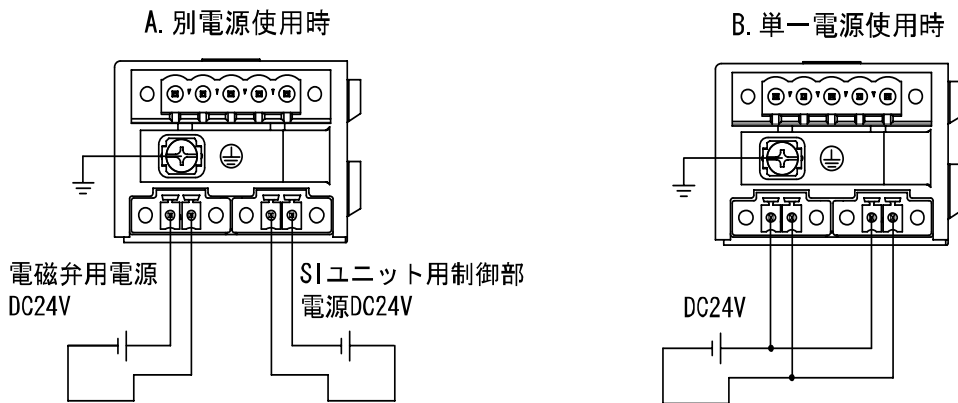 A. 別電源使用時
B. 単一電源使用時
電磁弁用電源
DC24V
SIユニット用制御部
電源DC24V
DC24V